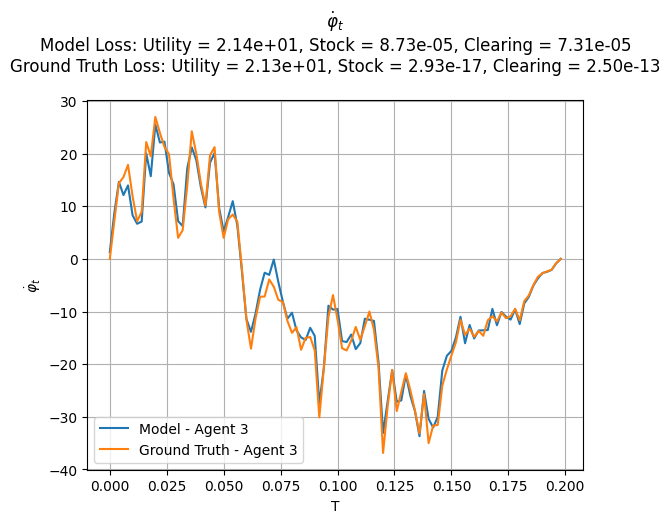 φ̇ₜ
Model Loss: Utility = 2.14e+01, Stock = 8.73e-05, Clearing = 7.31e-05
Ground Truth Loss: Utility = 2.13e+01, Stock = 2.93e-17, Clearing = 2.50e-13
30
20
10
0
−10
−20
−30
−40
φ̇ₜ
Model - Agent 3
Ground Truth - Agent 3
0.000 0.025 0.050 0.075 0.100 0.125 0.150 0.175 0.200
T